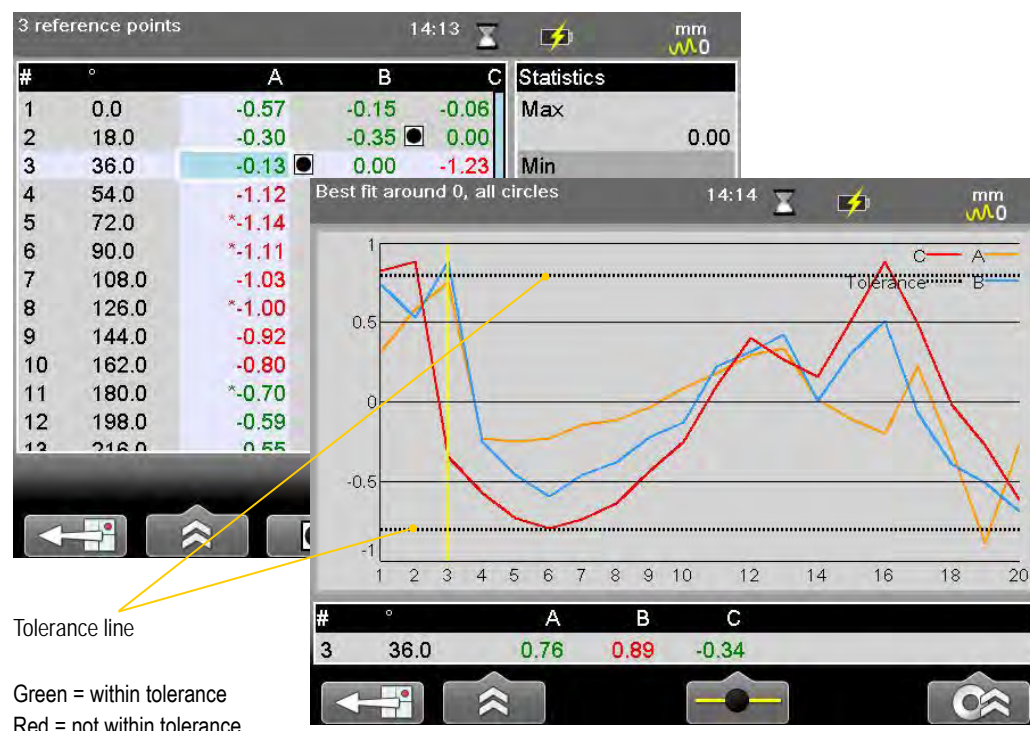 3 reference points 14:13 mm 0
# ° A B C Statistics
1 0.0 -0.57 -0.15 -0.06 Max
2 18.0 -0.30 -0.35 0.00 0.00
3 36.0 -0.13 0.00 -1.23 Min
4 54.0 -1.12
5 72.0 *-1.14
6 90.0 *-1.11
7 108.0 -1.03
8 126.0 *-1.00
9 144.0 -0.92
10 162.0 -0.80
11 180.0 *-0.70
12 198.0 -0.59
13 216.0 0.55
Best fit around 0, all circles 14:14 mm 0
1
C A
Tolerance B
0.5
0
-0.5
-1
1 2 3 4 5 6 7 8 9 10 12 14 16 18 20
# ° A B C
3 36.0 0.76 0.89 -0.34
Tolerance line
Green = within tolerance
Red = not within tolerance